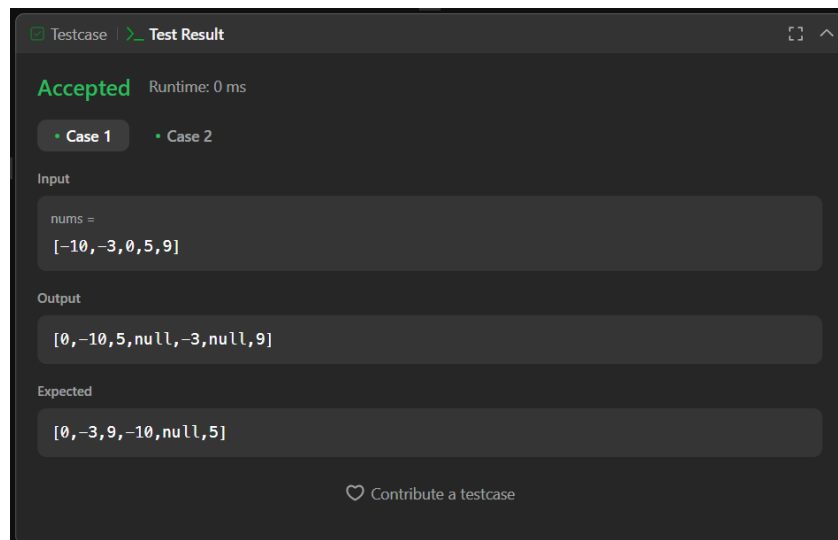 Testcase
Test Result
Accepted Runtime: 0 ms
• Case 1 • Case 2
Input
nums =
[-10,-3,0,5,9]
Output
[0,-10,5,null,-3,null,9]
Expected
[0,-3,9,-10,null,5]
Contribute a testcase